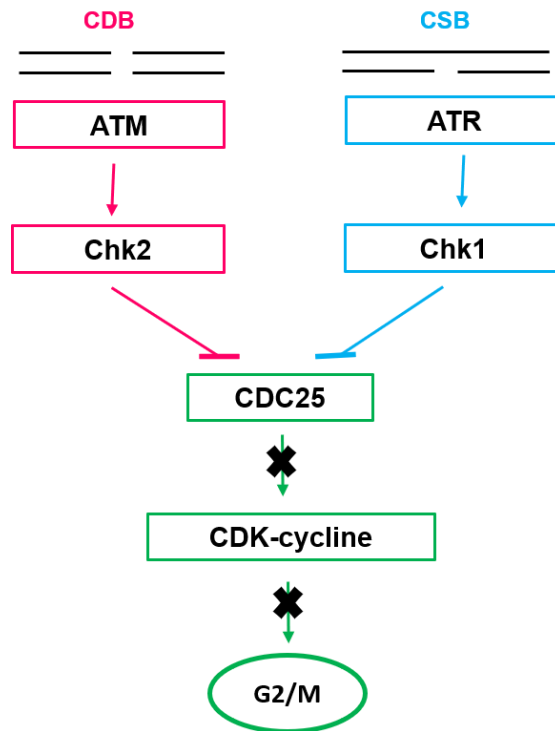 CDB
CSB
ATM
ATR
Chk2
Chk1
CDC25
CDK-cycline
G2/M